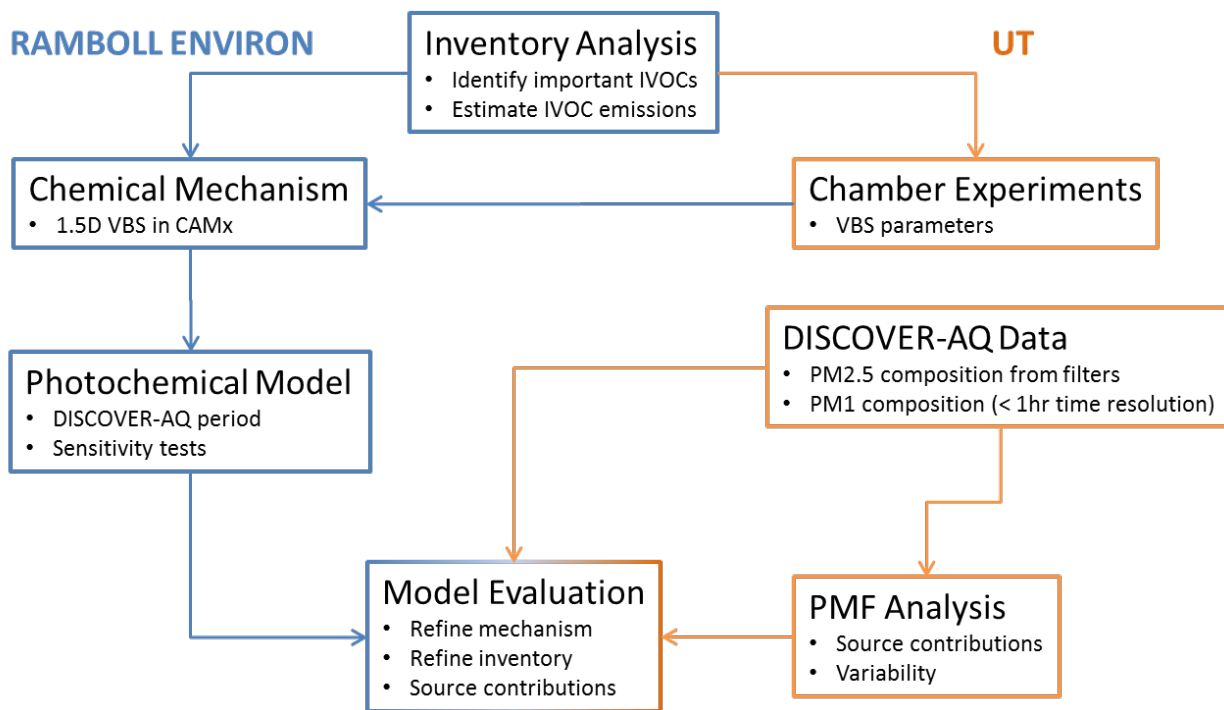 RAMBOLL ENVIRON
UT
Inventory Analysis
• Identify important IVOCs
• Estimate IVOC emissions
Chemical Mechanism
• 1.5D VBS in CAMx
Chamber Experiments
• VBS parameters
Photochemical Model
• DISCOVER-AQ period
• Sensitivity tests
DISCOVER-AQ Data
• PM2.5 composition from filters
• PM1 composition (< 1hr time resolution)
Model Evaluation
• Refine mechanism
• Refine inventory
• Source contributions
PMF Analysis
• Source contributions
• Variability